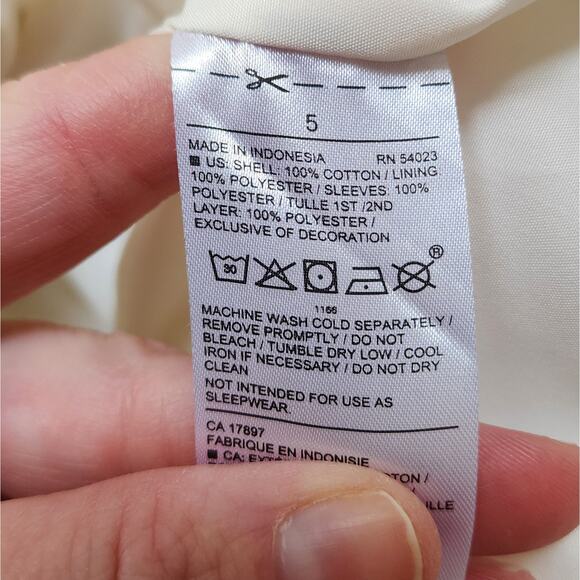 5
MADE IN INDONESIA RN 54023
■ US: SHELL: 100% COTTON / LINING
100% POLYESTER / SLEEVES: 100%
POLYESTER / TULLE 1ST /2ND
LAYER: 100% POLYESTER /
EXCLUSIVE OF DECORATION
30 ®
1166
MACHINE WASH COLD SEPARATELY /
REMOVE PROMPTLY / DO NOT
BLEACH / TUMBLE DRY LOW / COOL
IRON IF NECESSARY / DO NOT DRY
CLEAN
NOT INTENDED FOR USE AS
SLEEPWEAR.
CA 17897
FABRIQUE EN INDONISIE
■ CA: